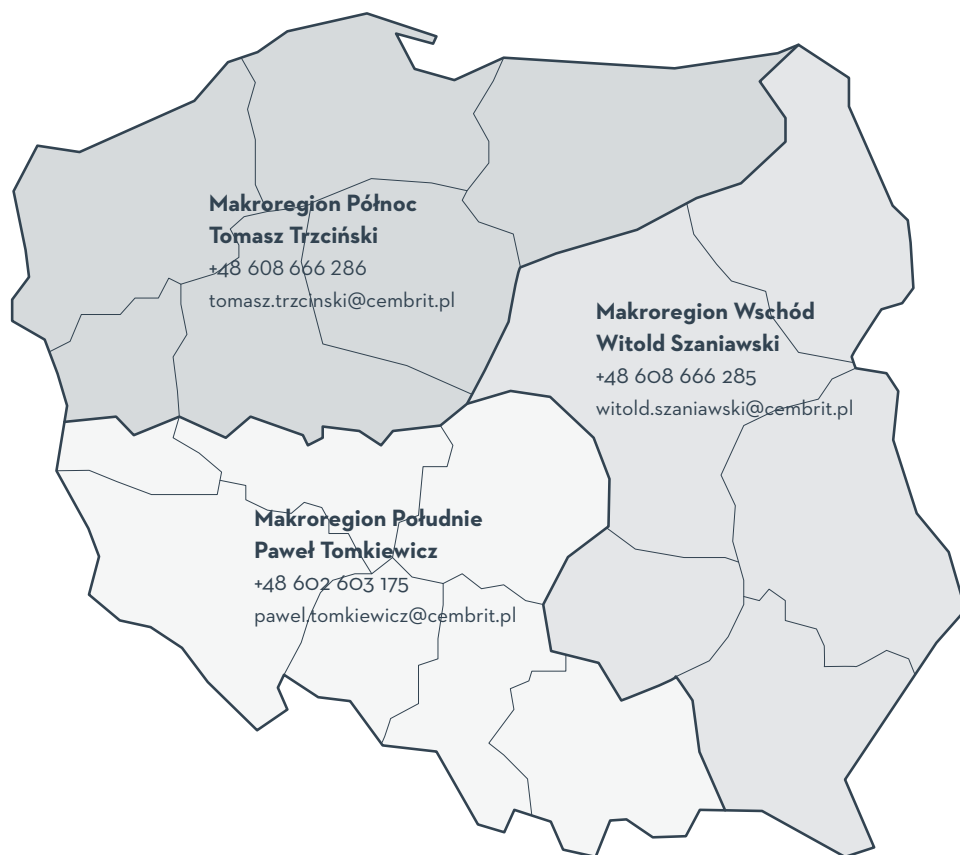 Makroregion Północ
Tomasz Trzciński
+48 608 666 286
tomasz.trzcinski@cembrit.pl
Makroregion Wschód
Witold Szaniawski
+48 608 666 285
witold.szaniawski@cembrit.pl
Makroregion Południe
Paweł Tomkiewicz
+48 602 603 175
pawel.tomkiewicz@cembrit.pl